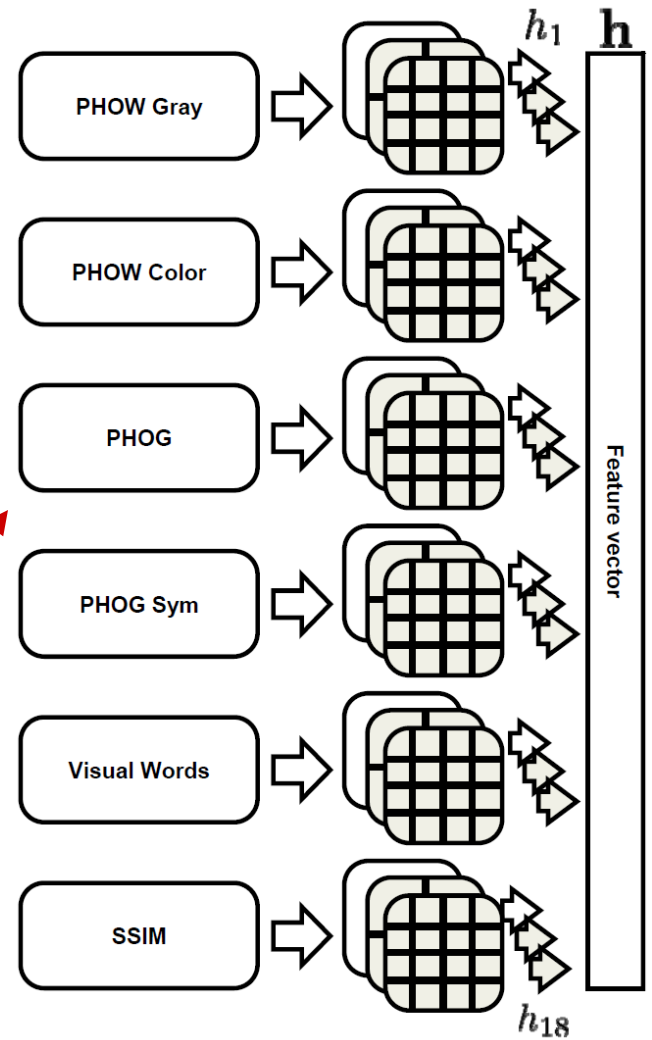 h1 h
PHOW Gray
PHOW Color
PHOG
PHOG Sym
Visual Words
SSIM
Feature vector
h18